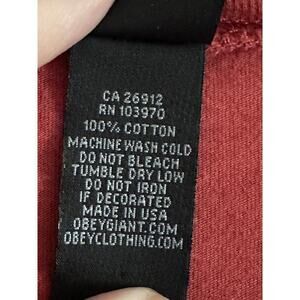 CA 26912
RN 103970
100% COTTON
MACHINE WASH COLD
DO NOT BLEACH
TUMBLE DRY LOW
DO NOT IRON
IF DECORATED
MADE IN USA
OBEYGIANT.COM
OBEYCLOTHING.COM